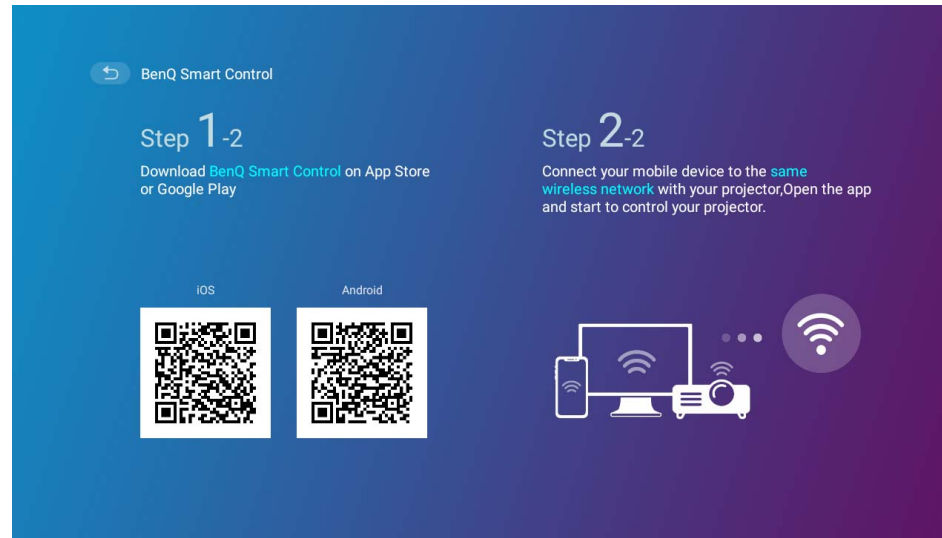 BenQ Smart Control
Step 1-2
Download BenQ Smart Control on App Store
or Google Play
iOS
Android
Step 2-2
Connect your mobile device to the same
wireless network with your projector,Open the app
and start to control your projector.